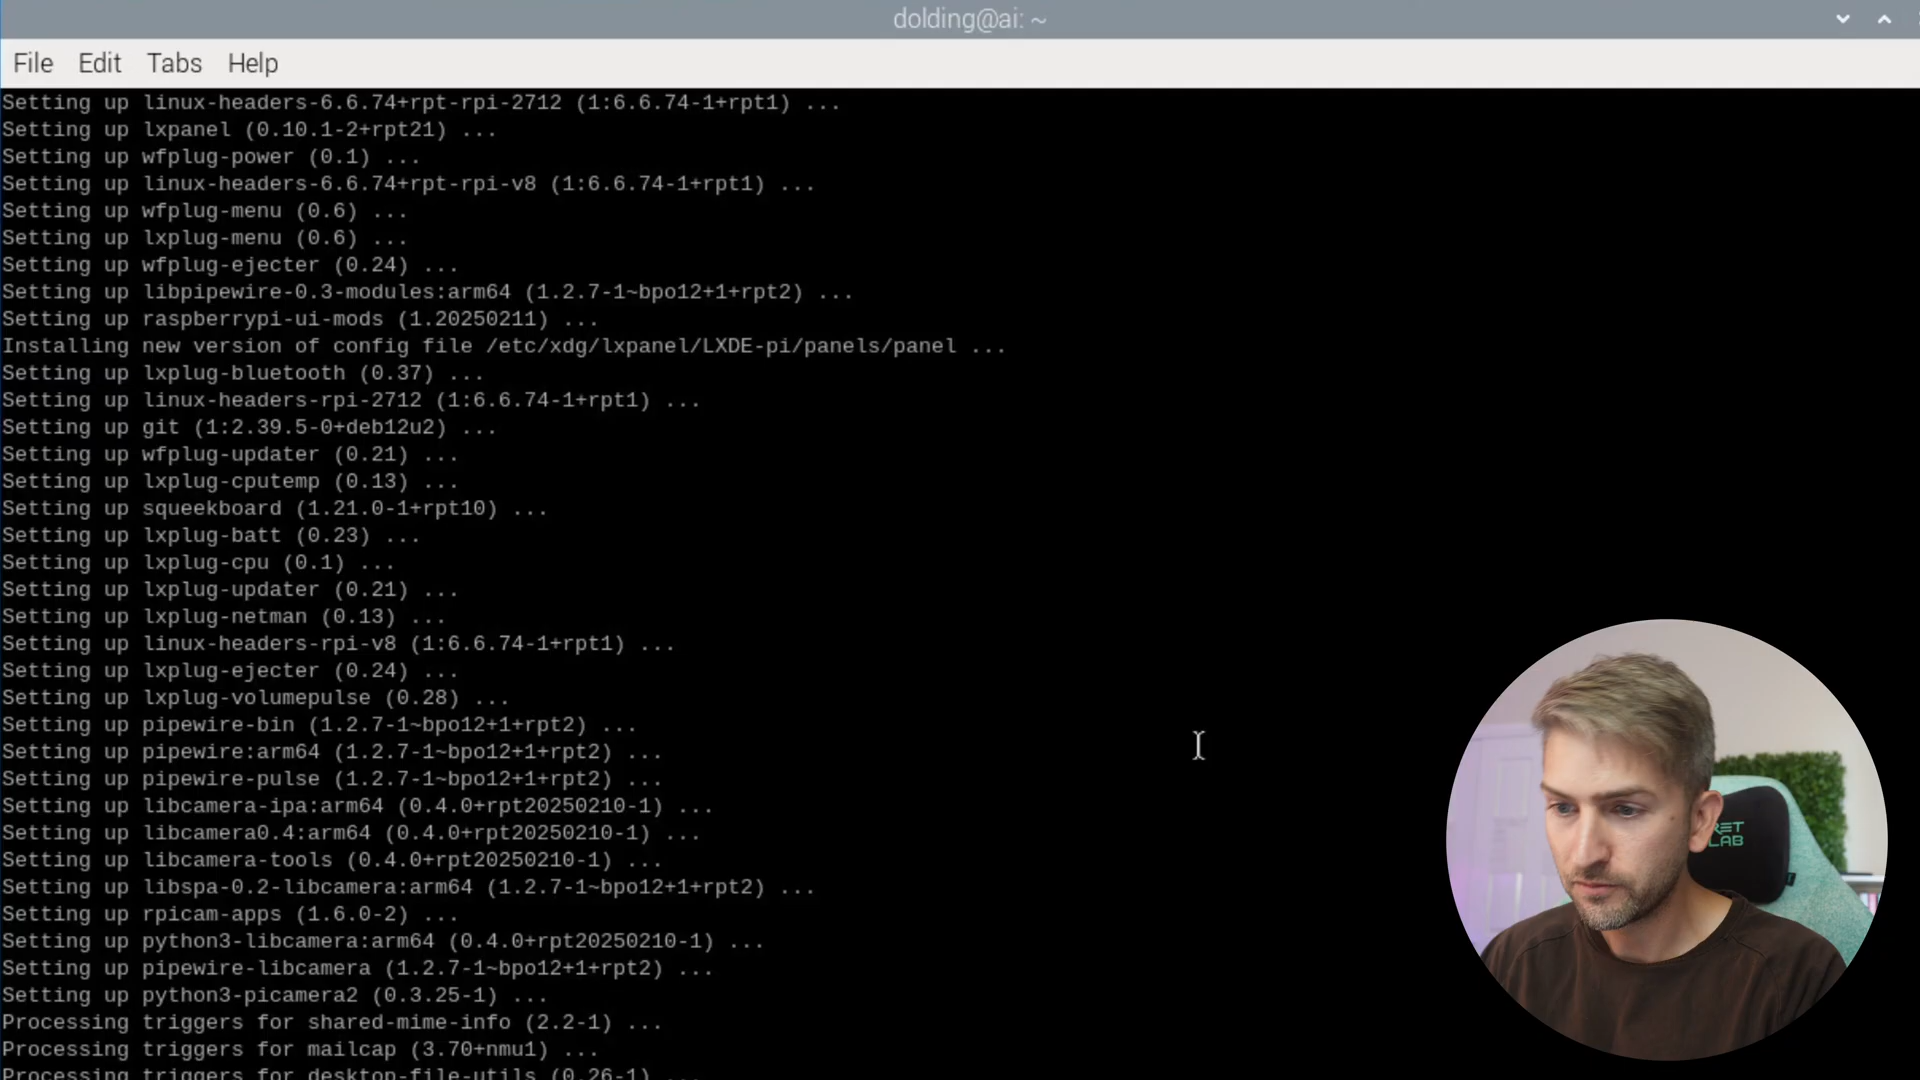 dolding@ai: ~
File Edit Tabs Help
Setting up linux-headers-6.6.74+rpt-rpi-2712 (1:6.6.74-1+rpt1) ...
Setting up lxpanel (0.10.1-2+rpt21) ...
Setting up wfplug-power (0.1) ...
Setting up linux-headers-6.6.74+rpt-rpi-v8 (1:6.6.74-1+rpt1) ...
Setting up wfplug-menu (0.6) ...
Setting up lxplug-menu (0.6) ...
Setting up wfplug-ejecter (0.24) ...
Setting up libpipewire-0.3-modules:arm64 (1.2.7-1~bpo12+1+rpt2) ...
Setting up raspberrypi-ui-mods (1.20250211) ...
Installing new version of config file /etc/xdg/lxpanel/LXDE-pi/panels/panel ...
Setting up lxplug-bluetooth (0.37) ...
Setting up linux-headers-rpi-2712 (1:6.6.74-1+rpt1) ...
Setting up git (1:2.39.5-0+deb12u2) ...
Setting up wfplug-updater (0.21) ...
Setting up lxplug-cputemp (0.13) ...
Setting up squeekboard (1.21.0-1+rpt10) ...
Setting up lxplug-batt (0.23) ...
Setting up lxplug-cpu (0.1) ...
Setting up lxplug-updater (0.21) ...
Setting up lxplug-netman (0.13) ...
Setting up linux-headers-rpi-v8 (1:6.6.74-1+rpt1) ...
Setting up lxplug-ejecter (0.24) ...
Setting up lxplug-volumepulse (0.28) ...
Setting up pipewire-bin (1.2.7-1~bpo12+1+rpt2) ...
Setting up pipewire:arm64 (1.2.7-1~bpo12+1+rpt2) ...
Setting up pipewire-pulse (1.2.7-1~bpo12+1+rpt2) ...
Setting up libcamera-ipa:arm64 (0.4.0+rpt20250210-1) ...
Setting up libcamera0.4:arm64 (0.4.0+rpt20250210-1) ...
Setting up libcamera-tools (0.4.0+rpt20250210-1) ...
Setting up libspa-0.2-libcamera:arm64 (1.2.7-1~bpo12+1+rpt2) ...
Setting up rpicam-apps (1.6.0-2) ...
Setting up python3-libcamera:arm64 (0.4.0+rpt20250210-1) ...
Setting up pipewire-libcamera (1.2.7-1~bpo12+1+rpt2) ...
Setting up python3-picamera2 (0.3.25-1) ...
Processing triggers for shared-mime-info (2.2-1) ...
Processing triggers for mailcap (3.70+nmu1) ...
Processing triggers for desktop-file-utils (0.26-1) ...
RET
LAB